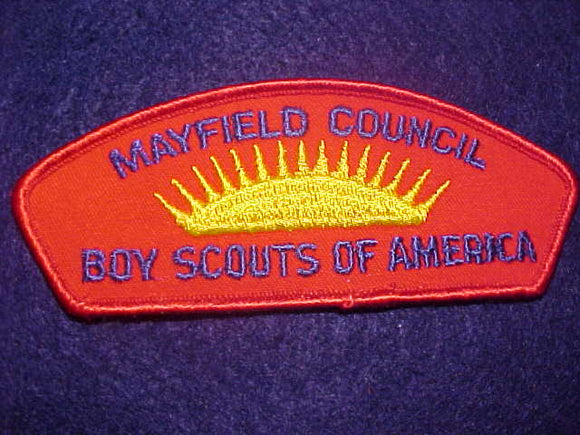 MAYFIELD COUNCIL
BOY SCOUTS OF AMERICA